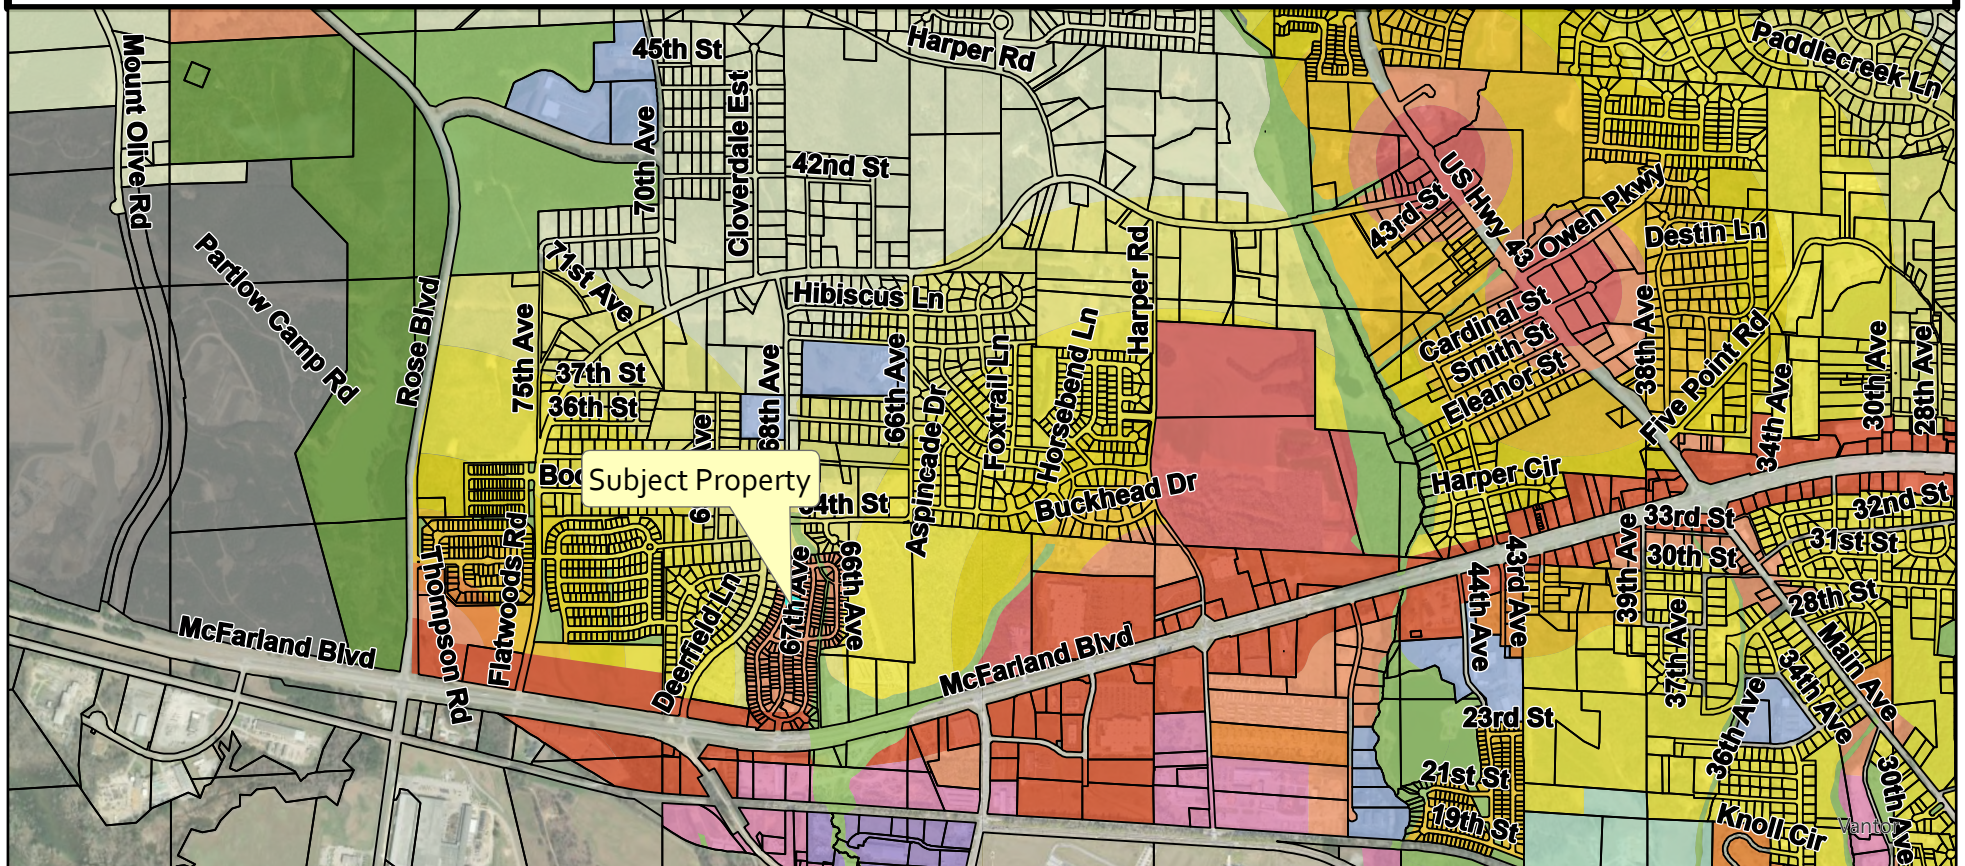 Mount Olive Rd
45th St
Harper Rd
Paddlecreek Ln
70th Ave
Cloverdale Est
42nd St
US Hwy 43
43rd St
Owen Pkwy
Destin Ln
Partlow Camp Rd
71st Ave
Rose Blvd
75th Ave
Hibiscus Ln
Harper Rd
Cardinal St
Smith St
Eleanor St
38th Ave
Five Point Rd
34th Ave
30th Ave
28th Ave
37th St
36th St
68th Ave
66th Ave
Aspincade Dr
Foxtrail Ln
Horsebend Ln
Subject Property
Buckhead Dr
Harper Cir
33rd St
32nd St
31st St
30th St
28th St
Thompson Rd
Flatwoods Rd
Deerfield Ln
67th Ave
66th Ave
McFarland Blvd
McFarland Blvd
44th Ave
43rd Ave
39th Ave
37th Ave
36th Ave
34th Ave
Main Ave
23rd St
21st St
19th St
Knoll Cir
30th Ave
Vantor